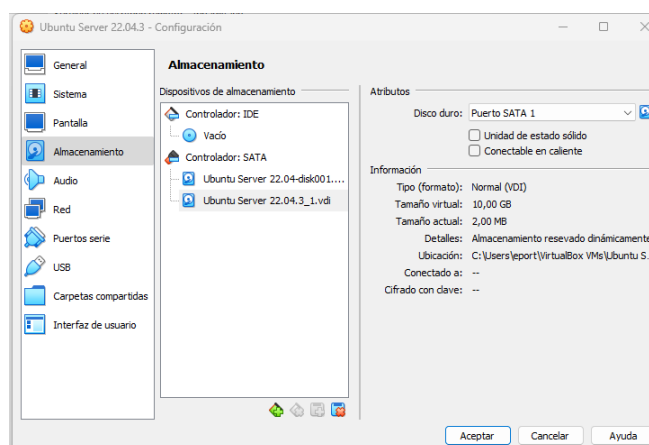 Ubuntu Server 22.04.3 - Configuración
General
Sistema
Pantalla
Almacenamiento
Audio
Red
Puertos serie
USB
Carpetas compartidas
Interfaz de usuario
Almacenamiento
Dispositivos de almacenamiento
Controlador: IDE
Vacío
Controlador: SATA
Ubuntu Server 22.04-disk001....
Ubuntu Server 22.04.3_1.vdi
Atributos
Disco duro: Puerto SATA 1
Unidad de estado sólido
Conectable en caliente
Información
Tipo (formato): Normal (VDI)
Tamaño virtual: 10,00 GB
Tamaño actual: 2,00 MB
Detalles: Almacenamiento resevado dinámicamente
Ubicación: C:\Users\eport\VirtualBox VMs\Ubuntu S...
Conectado a: --
Cifrado con clave: --
Aceptar Cancelar Ayuda